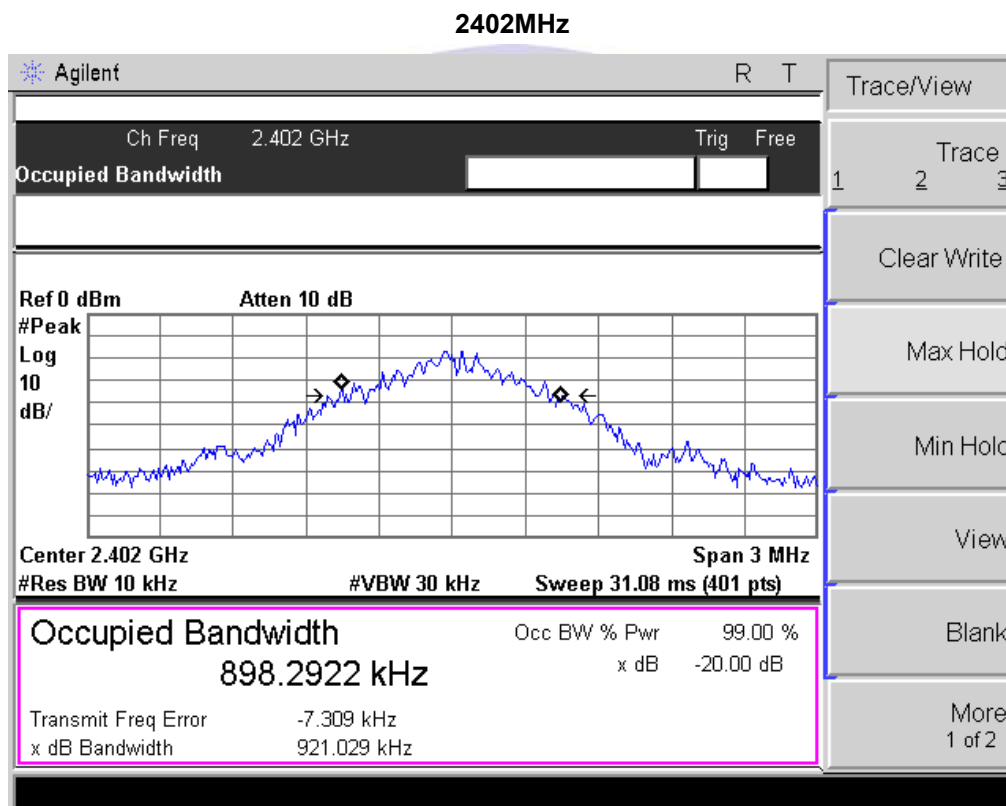 2402MHz
Agilent R T
Ch Freq 2.402 GHz Trig Free
Occupied Bandwidth
Ref 0 dBm Atten 10 dB
#Peak
Log
10
dB/
Center 2.402 GHz Span 3 MHz
#Res BW 10 kHz #VBW 30 kHz Sweep 31.08 ms (401 pts)
Occupied Bandwidth Occ BW % Pwr 99.00 %
898.2922 kHz x dB -20.00 dB
Transmit Freq Error -7.309 kHz
x dB Bandwidth 921.029 kHz
Trace/View
Trace
1 2 3
Clear Write
Max Hold
Min Hold
View
Blank
More
1 of 2